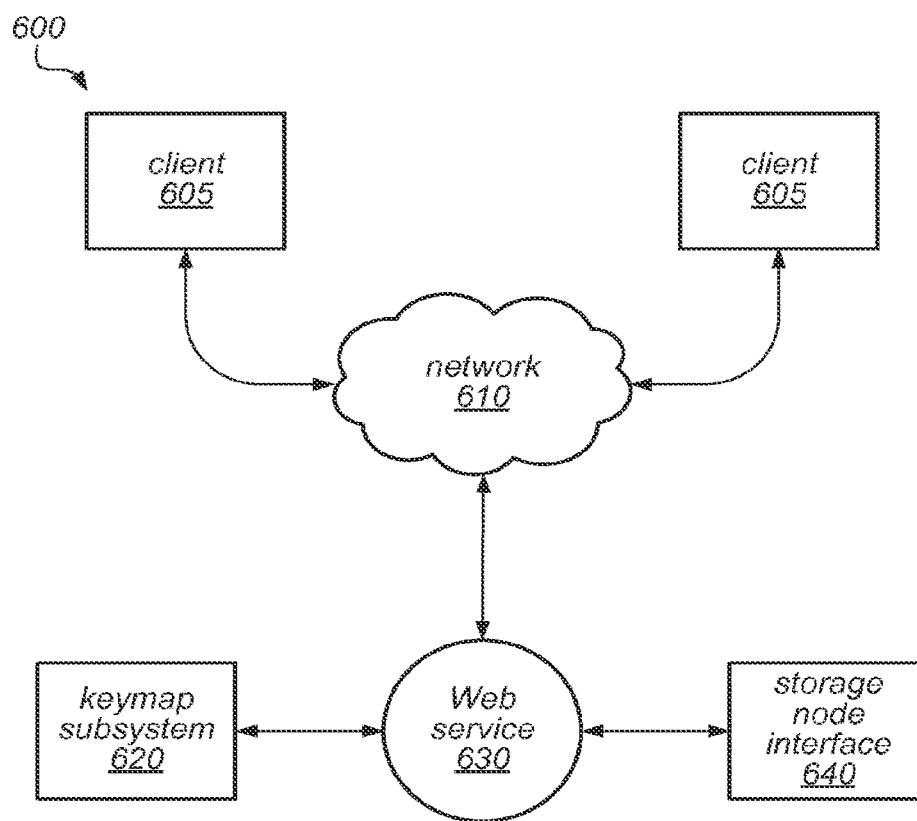 600
client
605
client
605
network
610
keymap
subsystem
620
Web
service
630
storage
node
interface
640